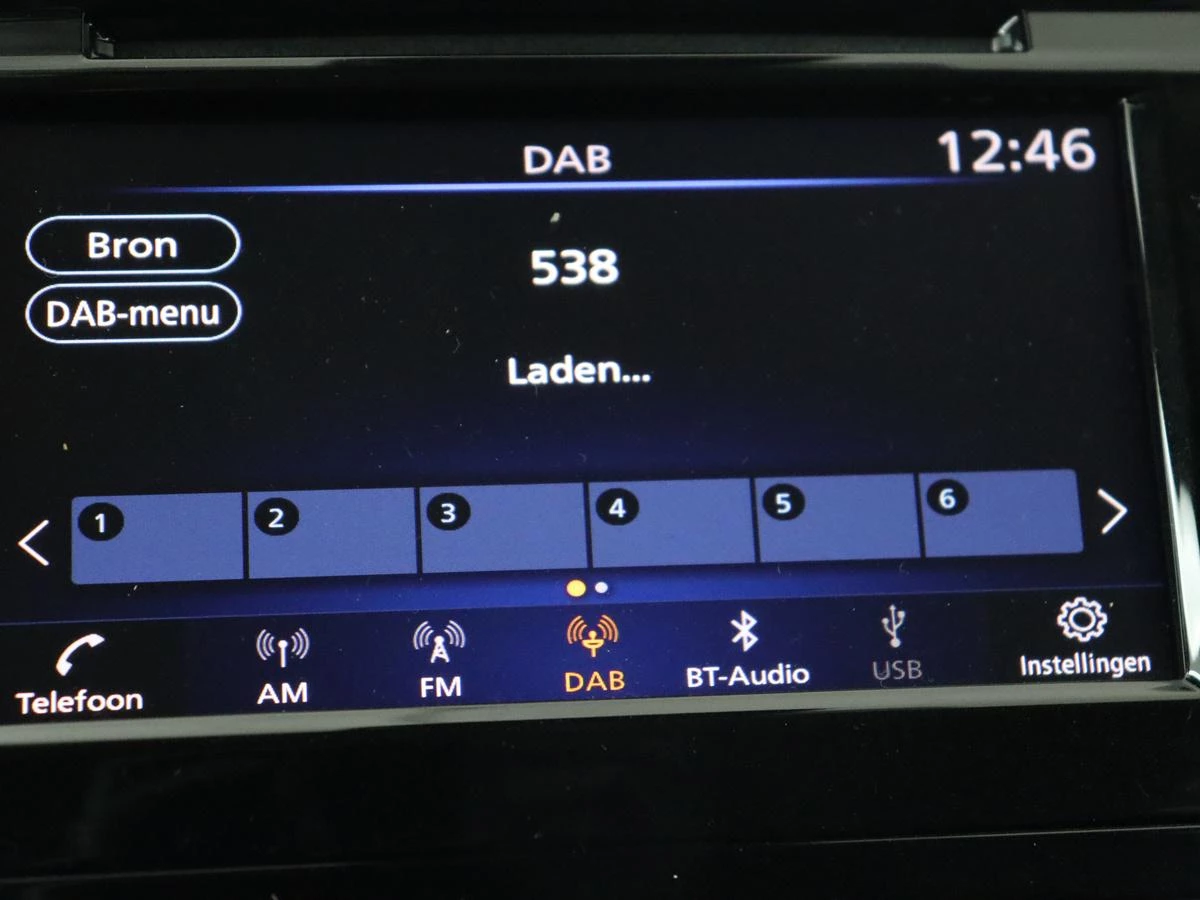 DAB
12:46
Bron
538
DAB-menu
Laden...
1 2 3 4 5 6
Telefoon
AM
FM
DAB
BT-Audio
USB
Instellingen